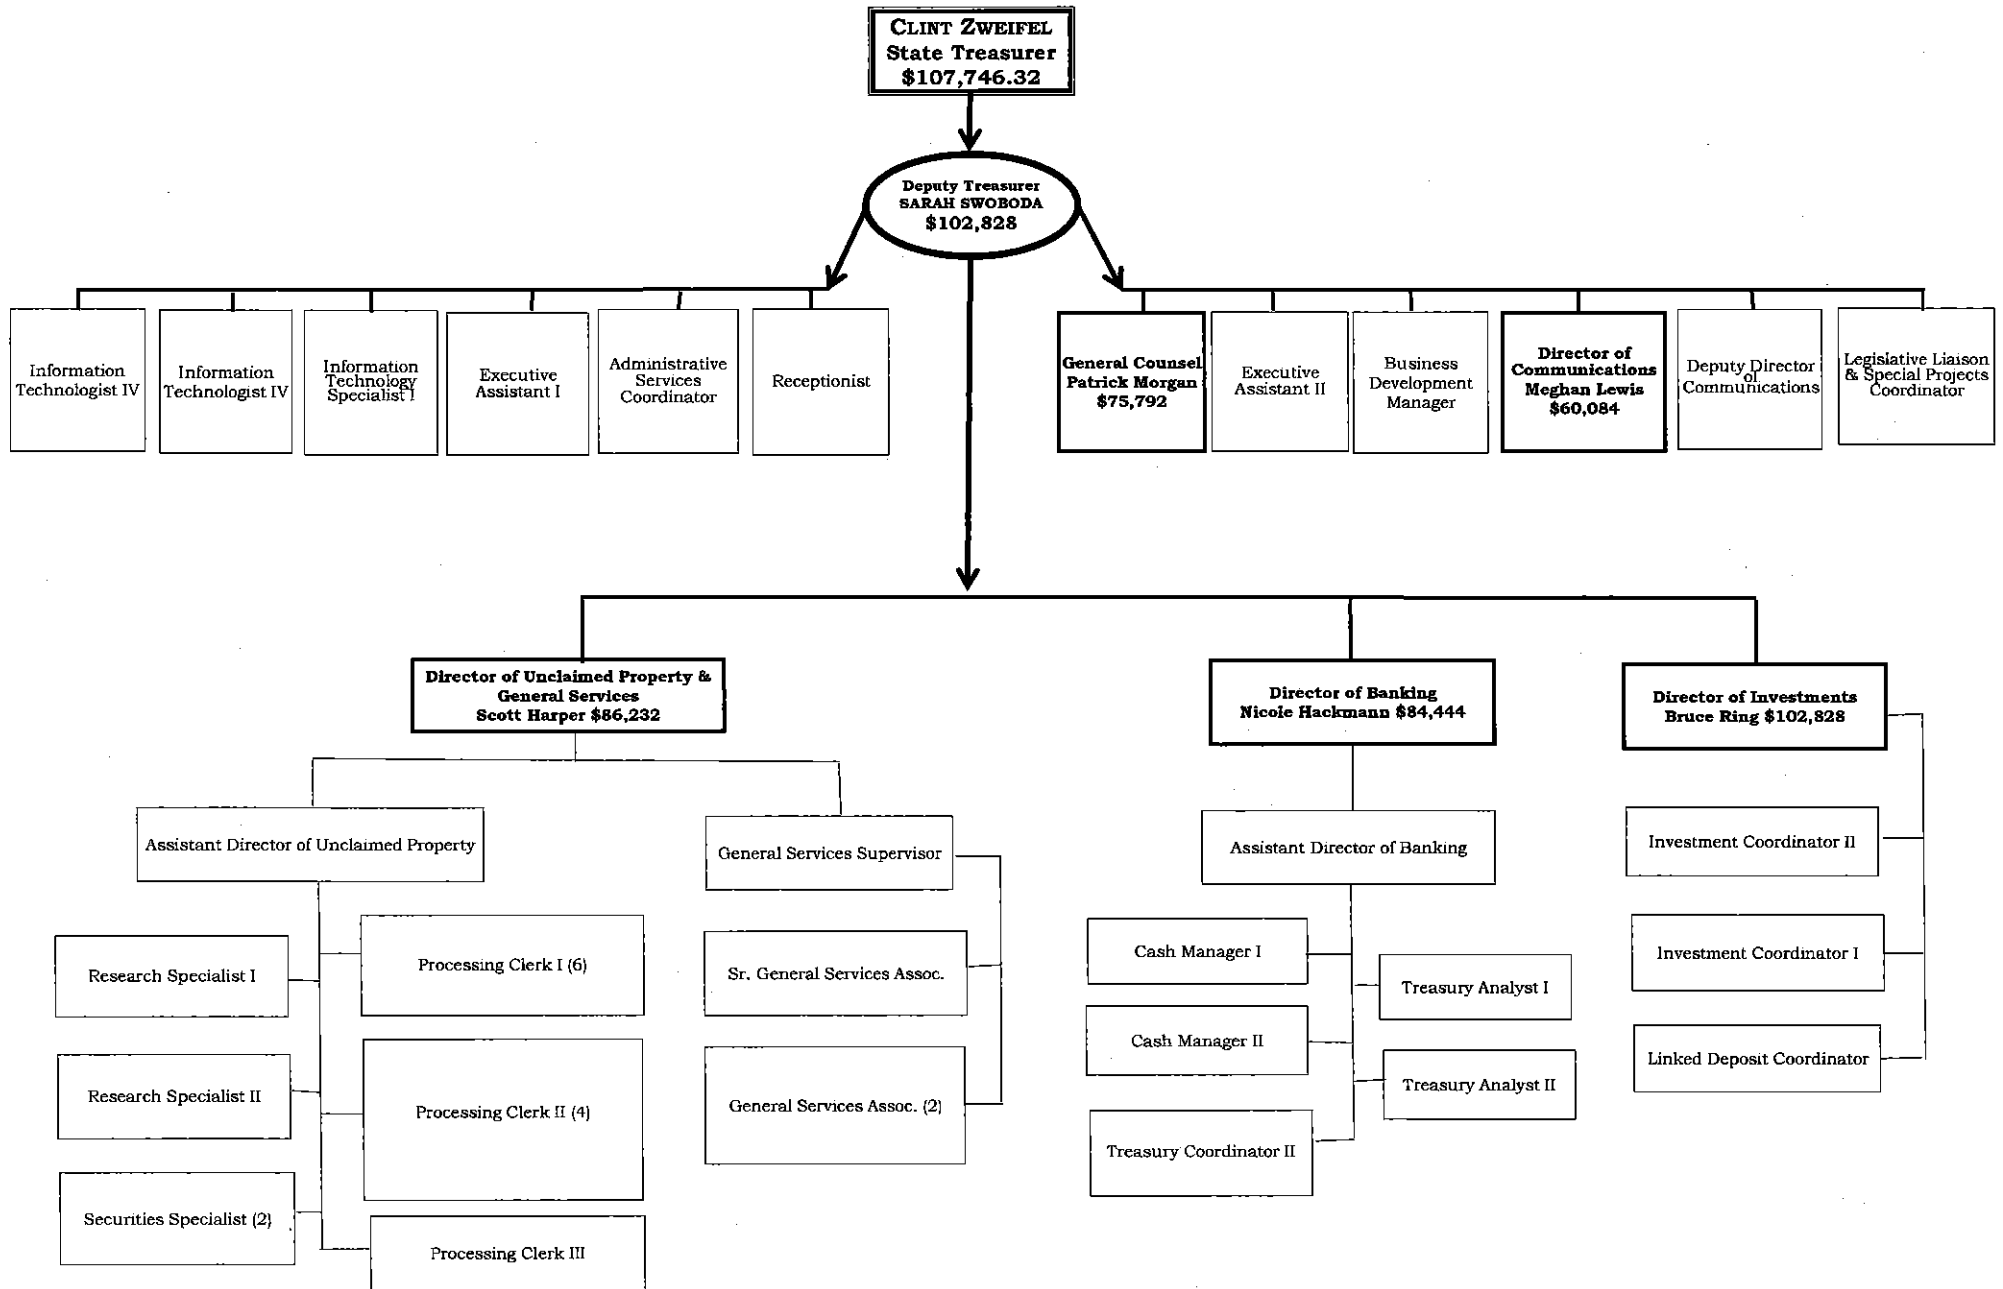 CLINT ZWEIFEL
State Treasurer
$107,746.32
Deputy Treasurer
SARAH SWOBODA
$102,828
Information
Technologist IV
Information
Technologist IV
Information
Technology
Specialist I
Executive
Assistant I
Administrative
Services
Coordinator
Receptionist
General Counsel
Patrick Morgan
$75,792
Executive
Assistant II
Business
Development
Manager
Director of
Communications
Meghan Lewis
$60,084
Deputy Director
of
Communications
Legislative Liaison
& Special Projects
Coordinator
Director of Unclaimed Property &
General Services
Scott Harper $86,232
Director of Banking
Nicole Hackmann $84,444
Director of Investments
Bruce Ring $102,828
Assistant Director of Unclaimed Property
General Services Supervisor
Assistant Director of Banking
Investment Coordinator II
Research Specialist I
Processing Clerk I (6)
Sr. General Services Assoc.
Cash Manager I
Treasury Analyst I
Investment Coordinator I
Research Specialist II
Processing Clerk II (4)
General Services Assoc. (2)
Cash Manager II
Treasury Analyst II
Linked Deposit Coordinator
Securities Specialist (2)
Processing Clerk III
Treasury Coordinator II